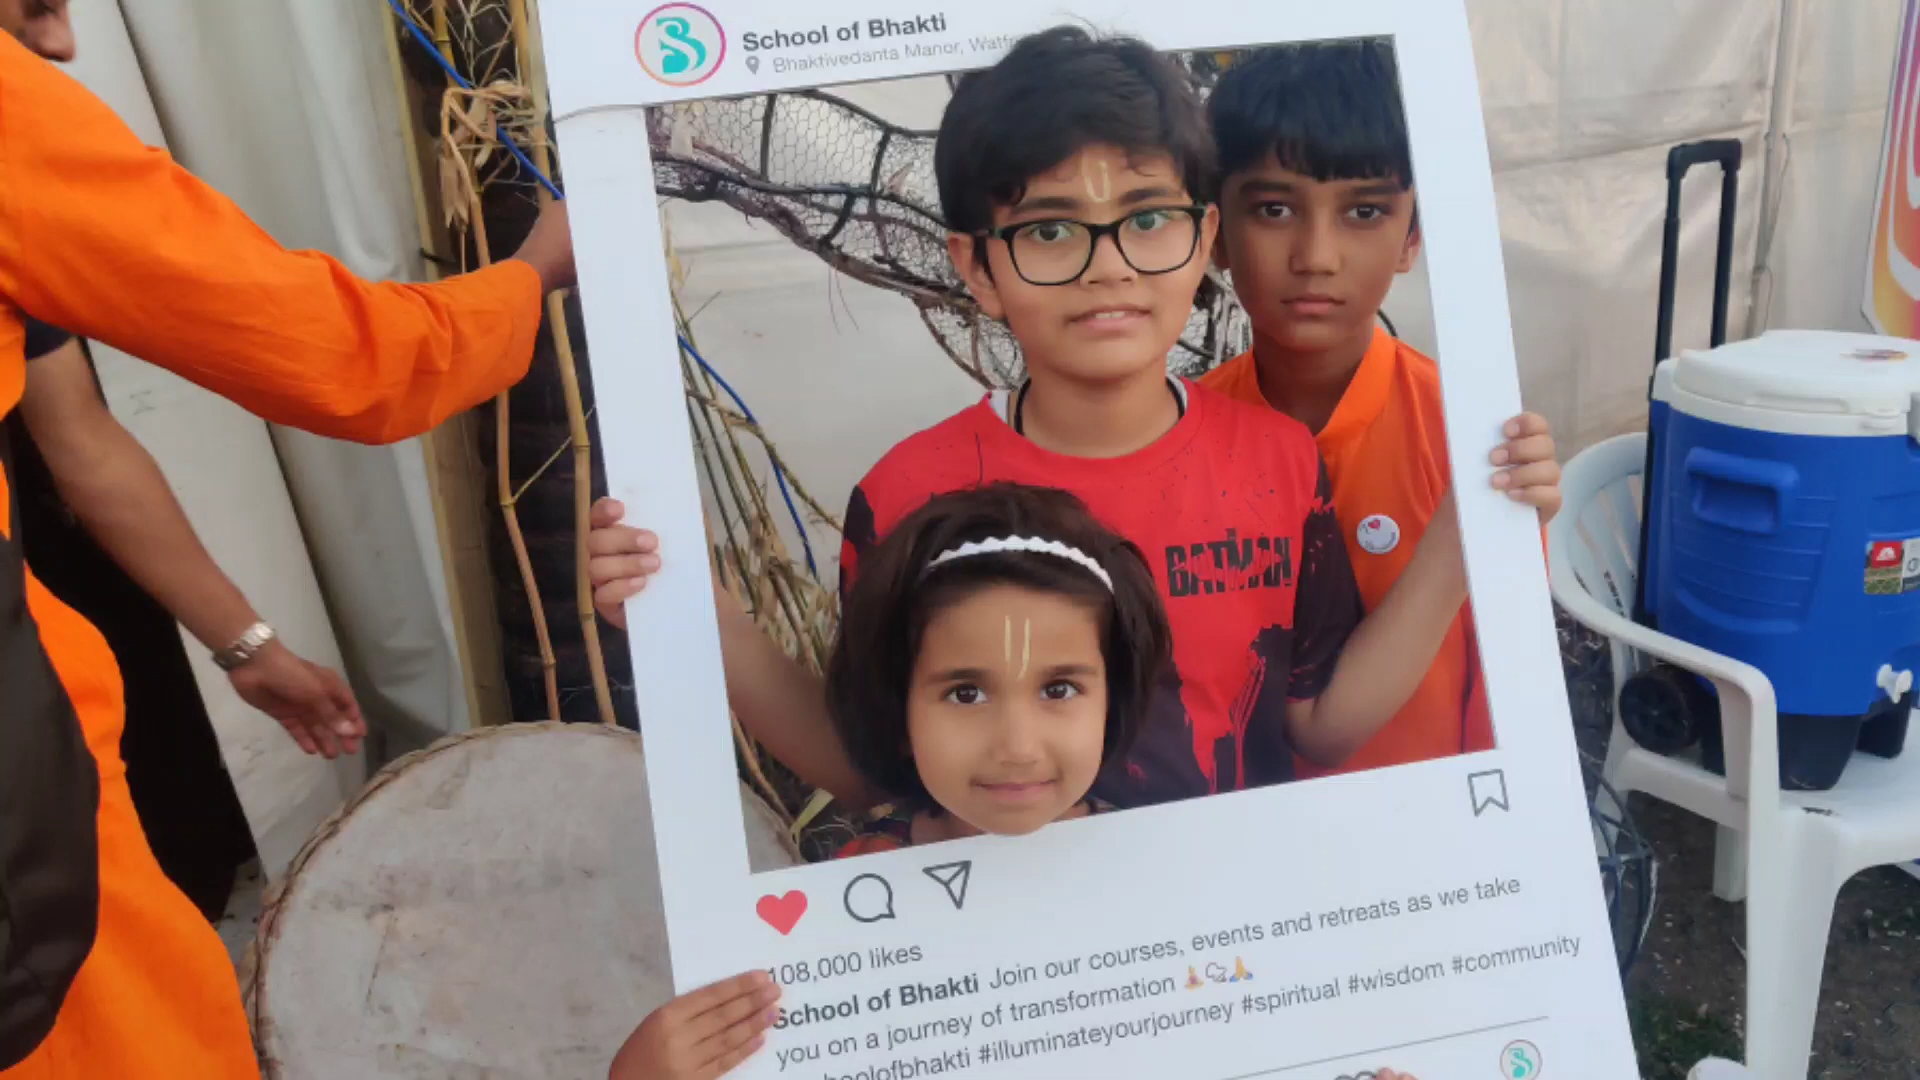 School of Bhakti
Bhaktivedanta Manor,
BATMAN
108,000 likes
School of Bhakti Join our courses, events and retreats as we take
you on a journey of transformation
#illuminateyourjourney #spiritual #wisdom #community